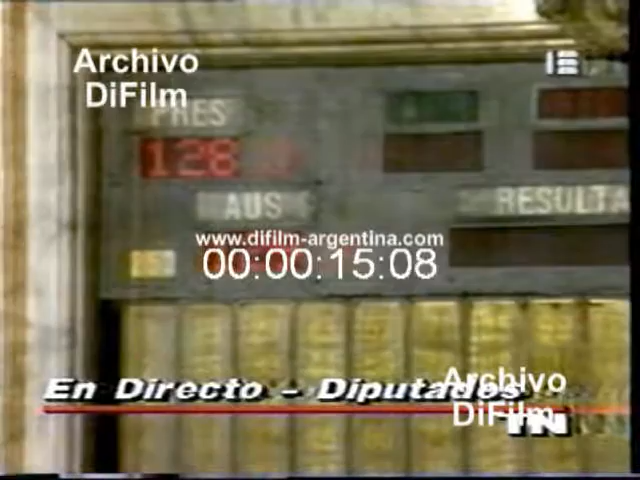 Archivo
DiFilm
PRES
128
AUS
RESULTA
www.difilm-argentina.com
00:00:15:08
En Directo - Diputados
Archivo
DiFilm
TN